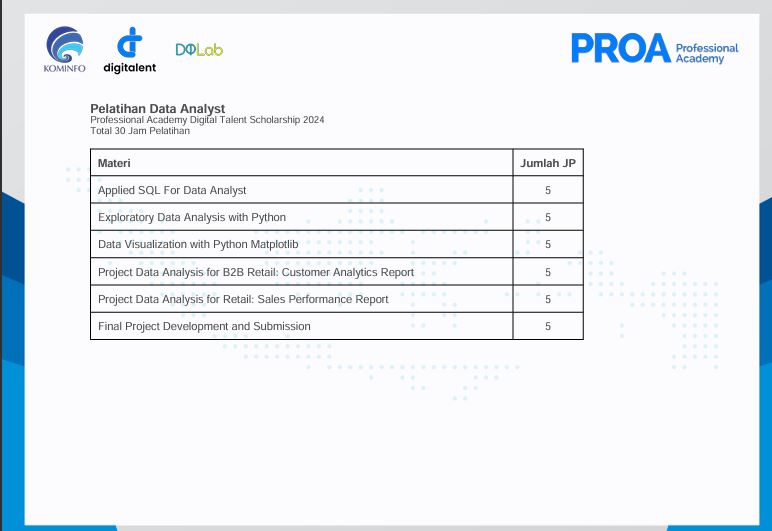 KOMINFO
digitalent
DQLab
PROA Professional
Academy
Pelatihan Data Analyst
Professional Academy Digital Talent Scholarship 2024
Total 30 Jam Pelatihan
Materi Jumlah JP
Applied SQL For Data Analyst 5
Exploratory Data Analysis with Python 5
Data Visualization with Python Matplotlib 5
Project Data Analysis for B2B Retail: Customer Analytics Report 5
Project Data Analysis for Retail: Sales Performance Report 5
Final Project Development and Submission 5